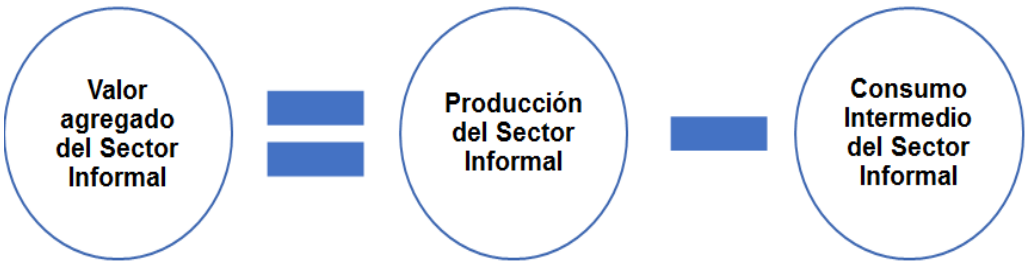 Valor
agregado
del Sector
Informal
Producción
del Sector
Informal
Consumo
Intermedio
del Sector
Informal